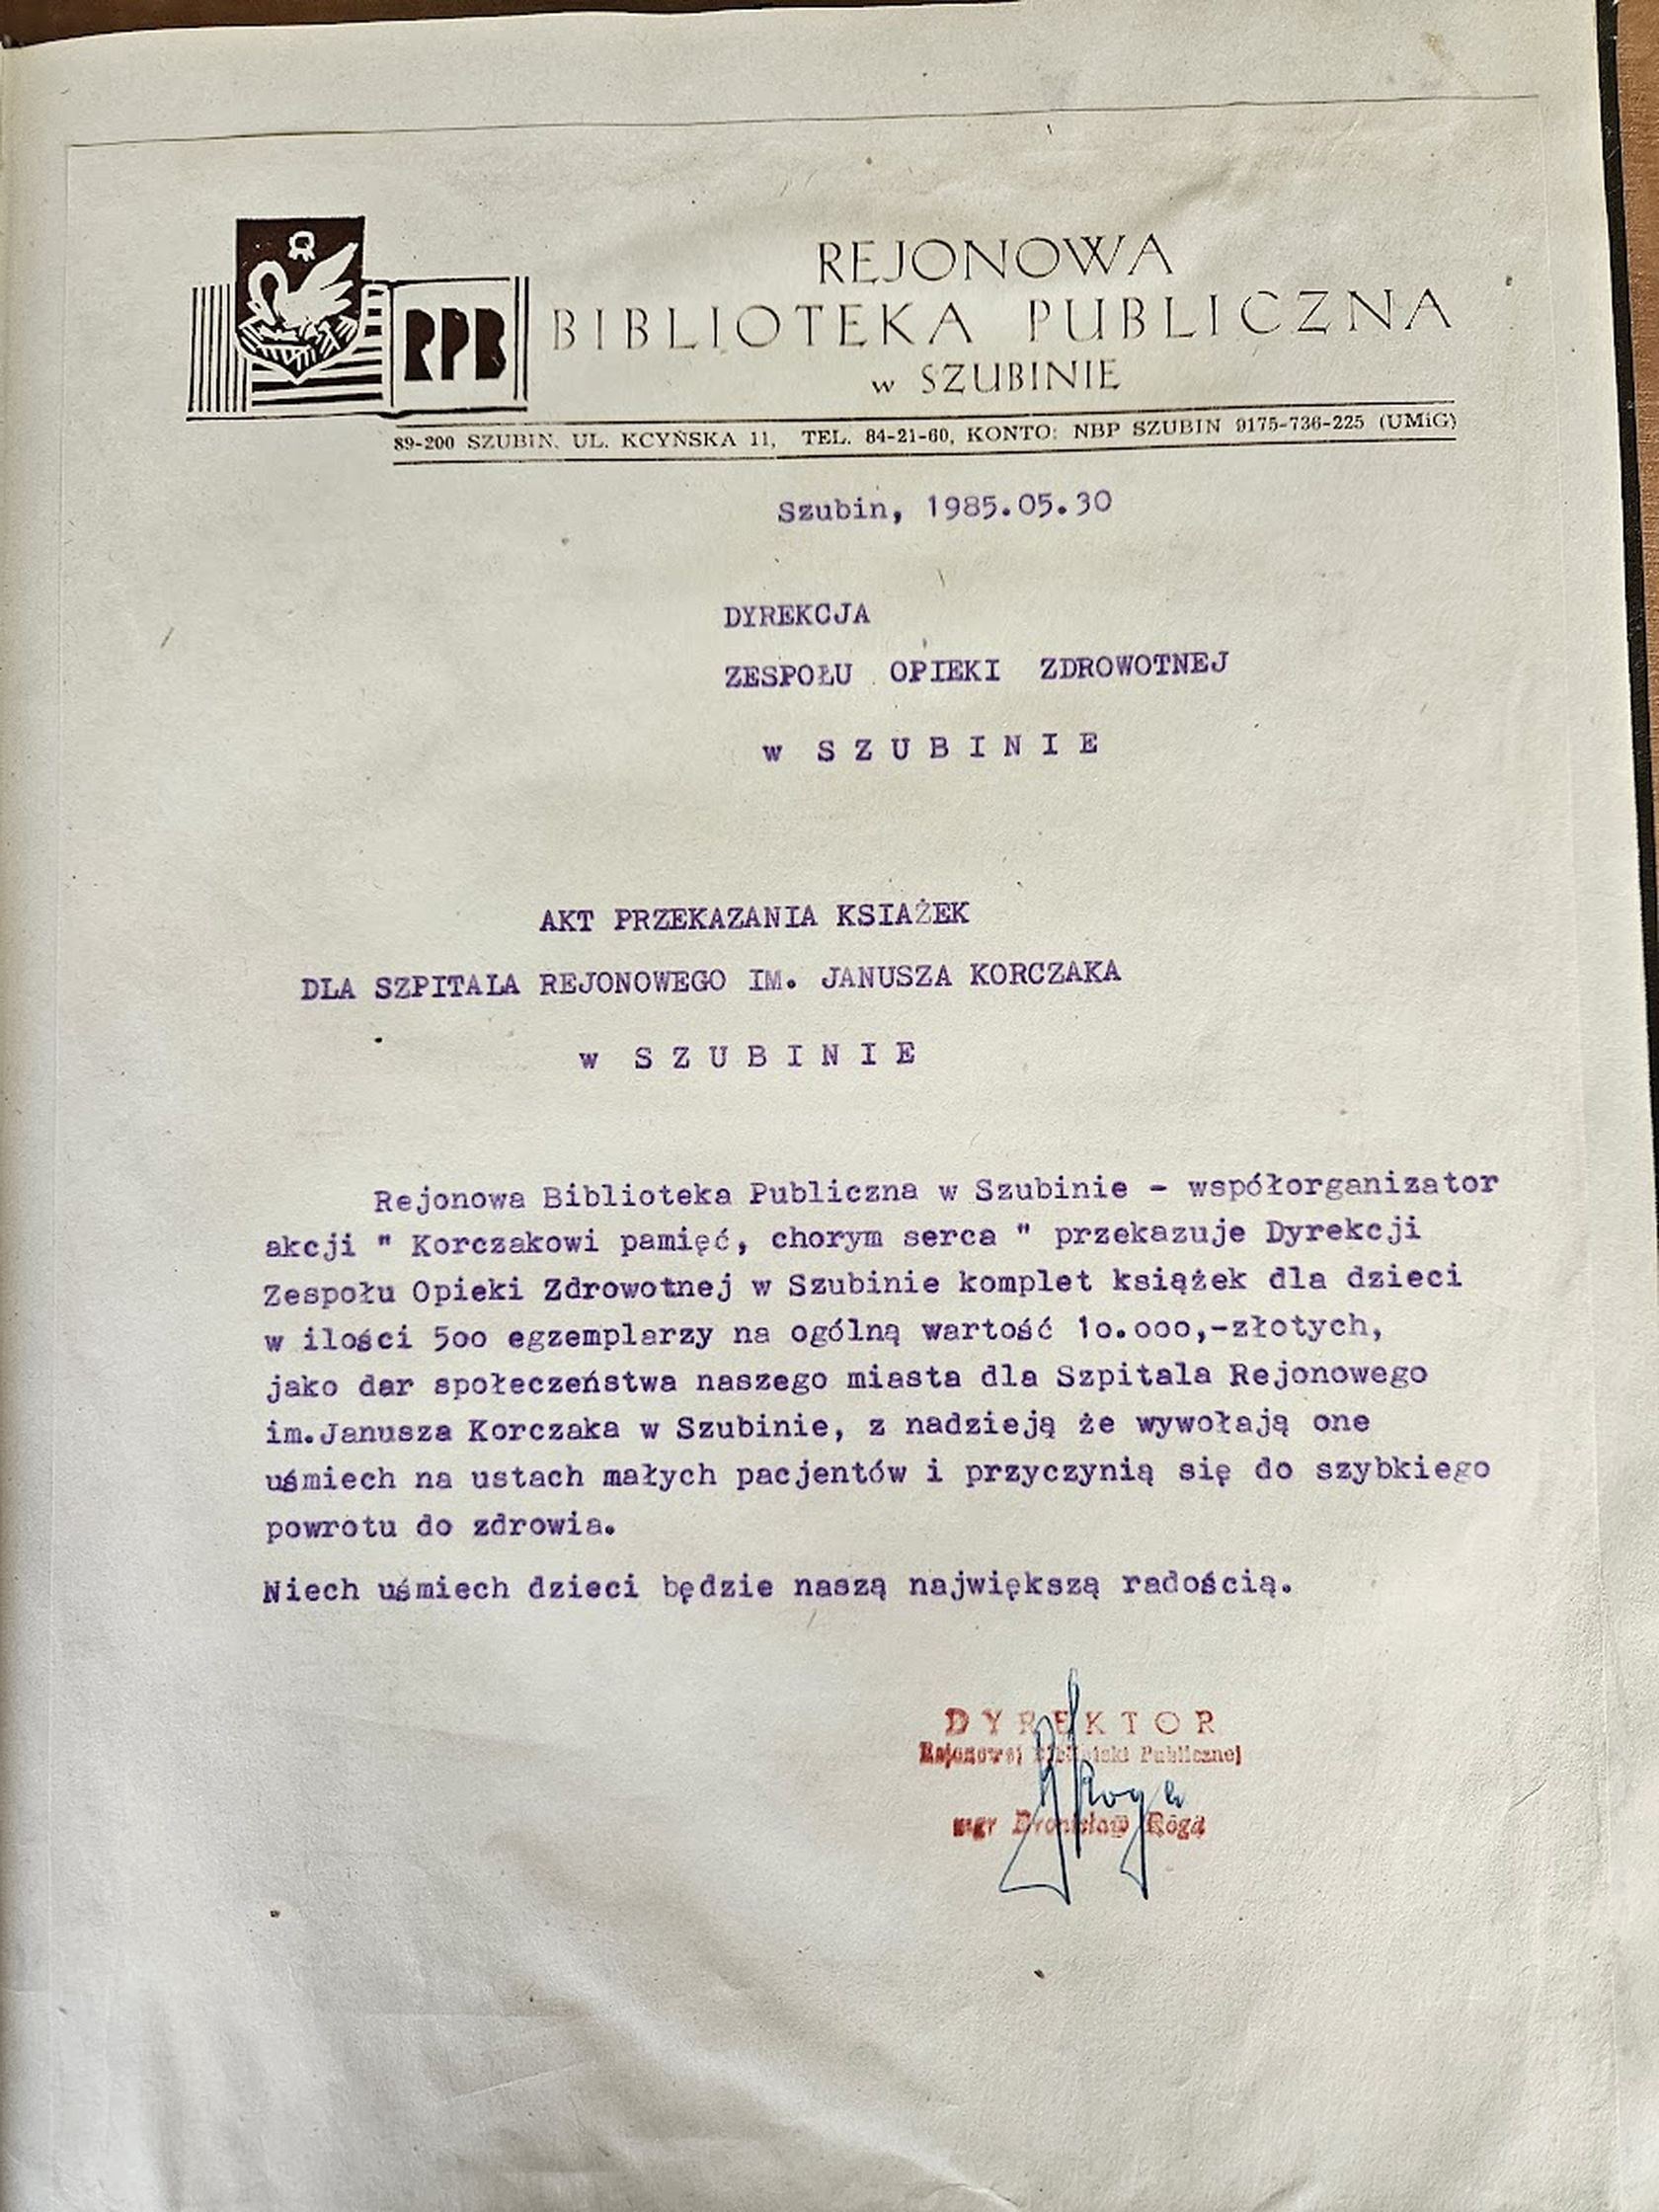 RPB
REJONOWA
BIBLIOTEKA PUBLICZNA
w SZUBINIE
89-200 SZUBIN, UL. KCYŃSKA 11, TEL. 84-21-60, KONTO: NBP SZUBIN 9175-736-225 (UMiG)
Szubin, 1985.05.30
DYREKCJA
ZESPOŁU OPIEKI ZDROWOTNEJ
w S Z U B I N I E
AKT PRZEKAZANIA KSIAŻEK
DLA SZPITALA REJONOWEGO IM. JANUSZA KORCZAKA
w S Z U B I N I E
Rejonowa Biblioteka Publiczna w Szubinie - współorganizator
akcji " Korczakowi pamięć, chorym serca " przekazuje Dyrekcji
Zespołu Opieki Zdrowotnej w Szubinie komplet książek dla dzieci
w ilości 5oo egzemplarzy na ogólną wartość 1o.ooo,-złotych,
jako dar społeczeństwa naszego miasta dla Szpitala Rejonowego
im.Janusza Korczaka w Szubinie, z nadzieją że wywołają one
uśmiech na ustach małych pacjentów i przyczynią się do szybkiego
powrotu do zdrowia.
Niech uśmiech dzieci będzie naszą największą radością.
D Y R E K T O R
Rejonowej Biblioteki Publicznej
mgr Bronisław Roga